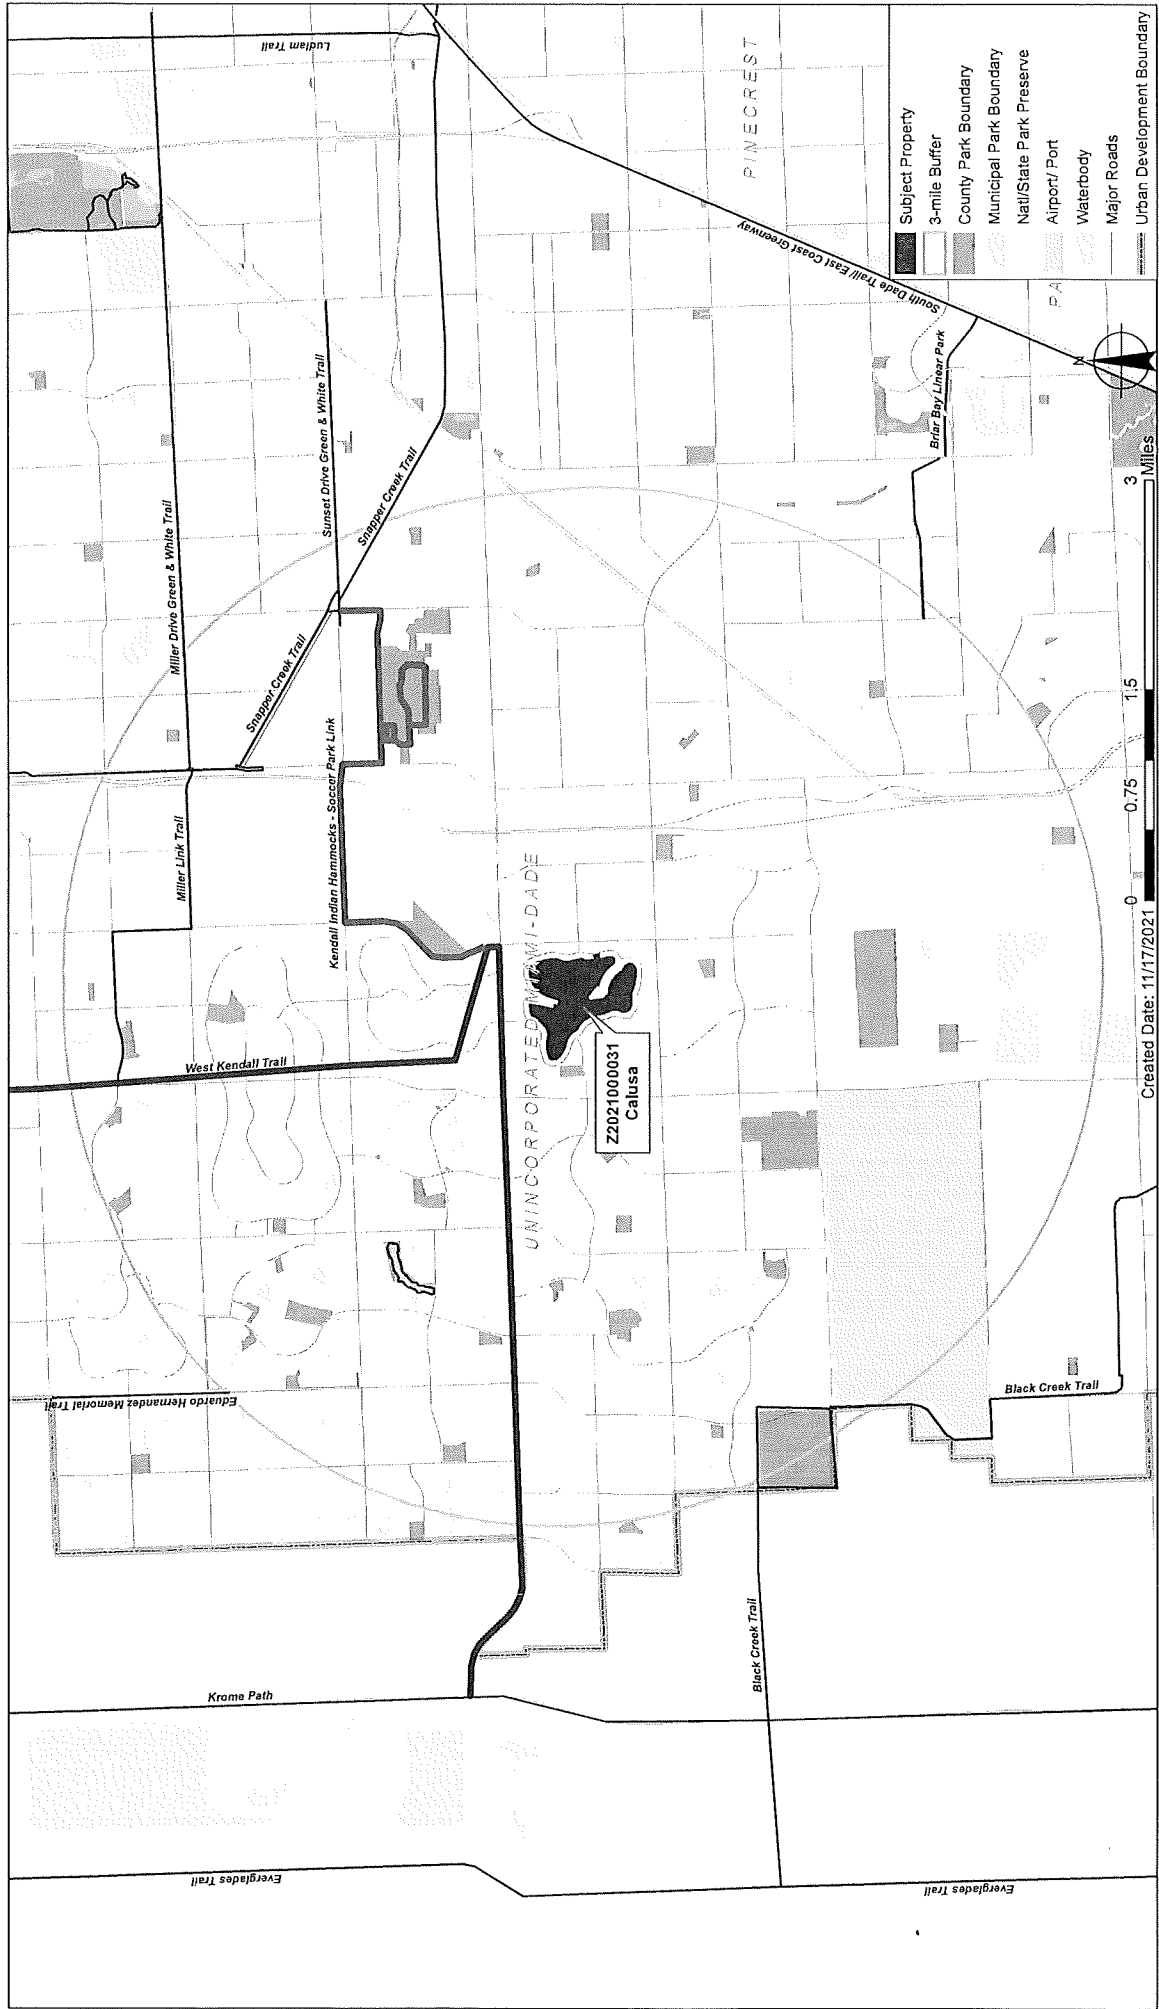 Ludlam Trail
PINECREST
Miller Drive Green & White Trail
Sunset Drive Green & White Trail
Snapper Creek Trail
South Dade Trail/ East Coast Greenway
Snapper Creek Trail
Briar Bay Linear Park
Miller Link Trail
Kendall Indian Hammocks - Soccer Park Link
UNINCORPORATED MIAMI-DADE
West Kendall Trail
Z2021000031
Calusa
Eduardo Hernandez Memorial Trail
Black Creek Trail
Black Creek Trail
Krome Path
Everglades Trail
Everglades Trail
Subject Property
3-mile Buffer
County Park Boundary
Municipal Park Boundary
Natl/State Park Preserve
Airport/ Port
Waterbody
Major Roads
Urban Development Boundary
PA
N
0 0.75 1.5 3
Miles
Created Date: 11/17/2021